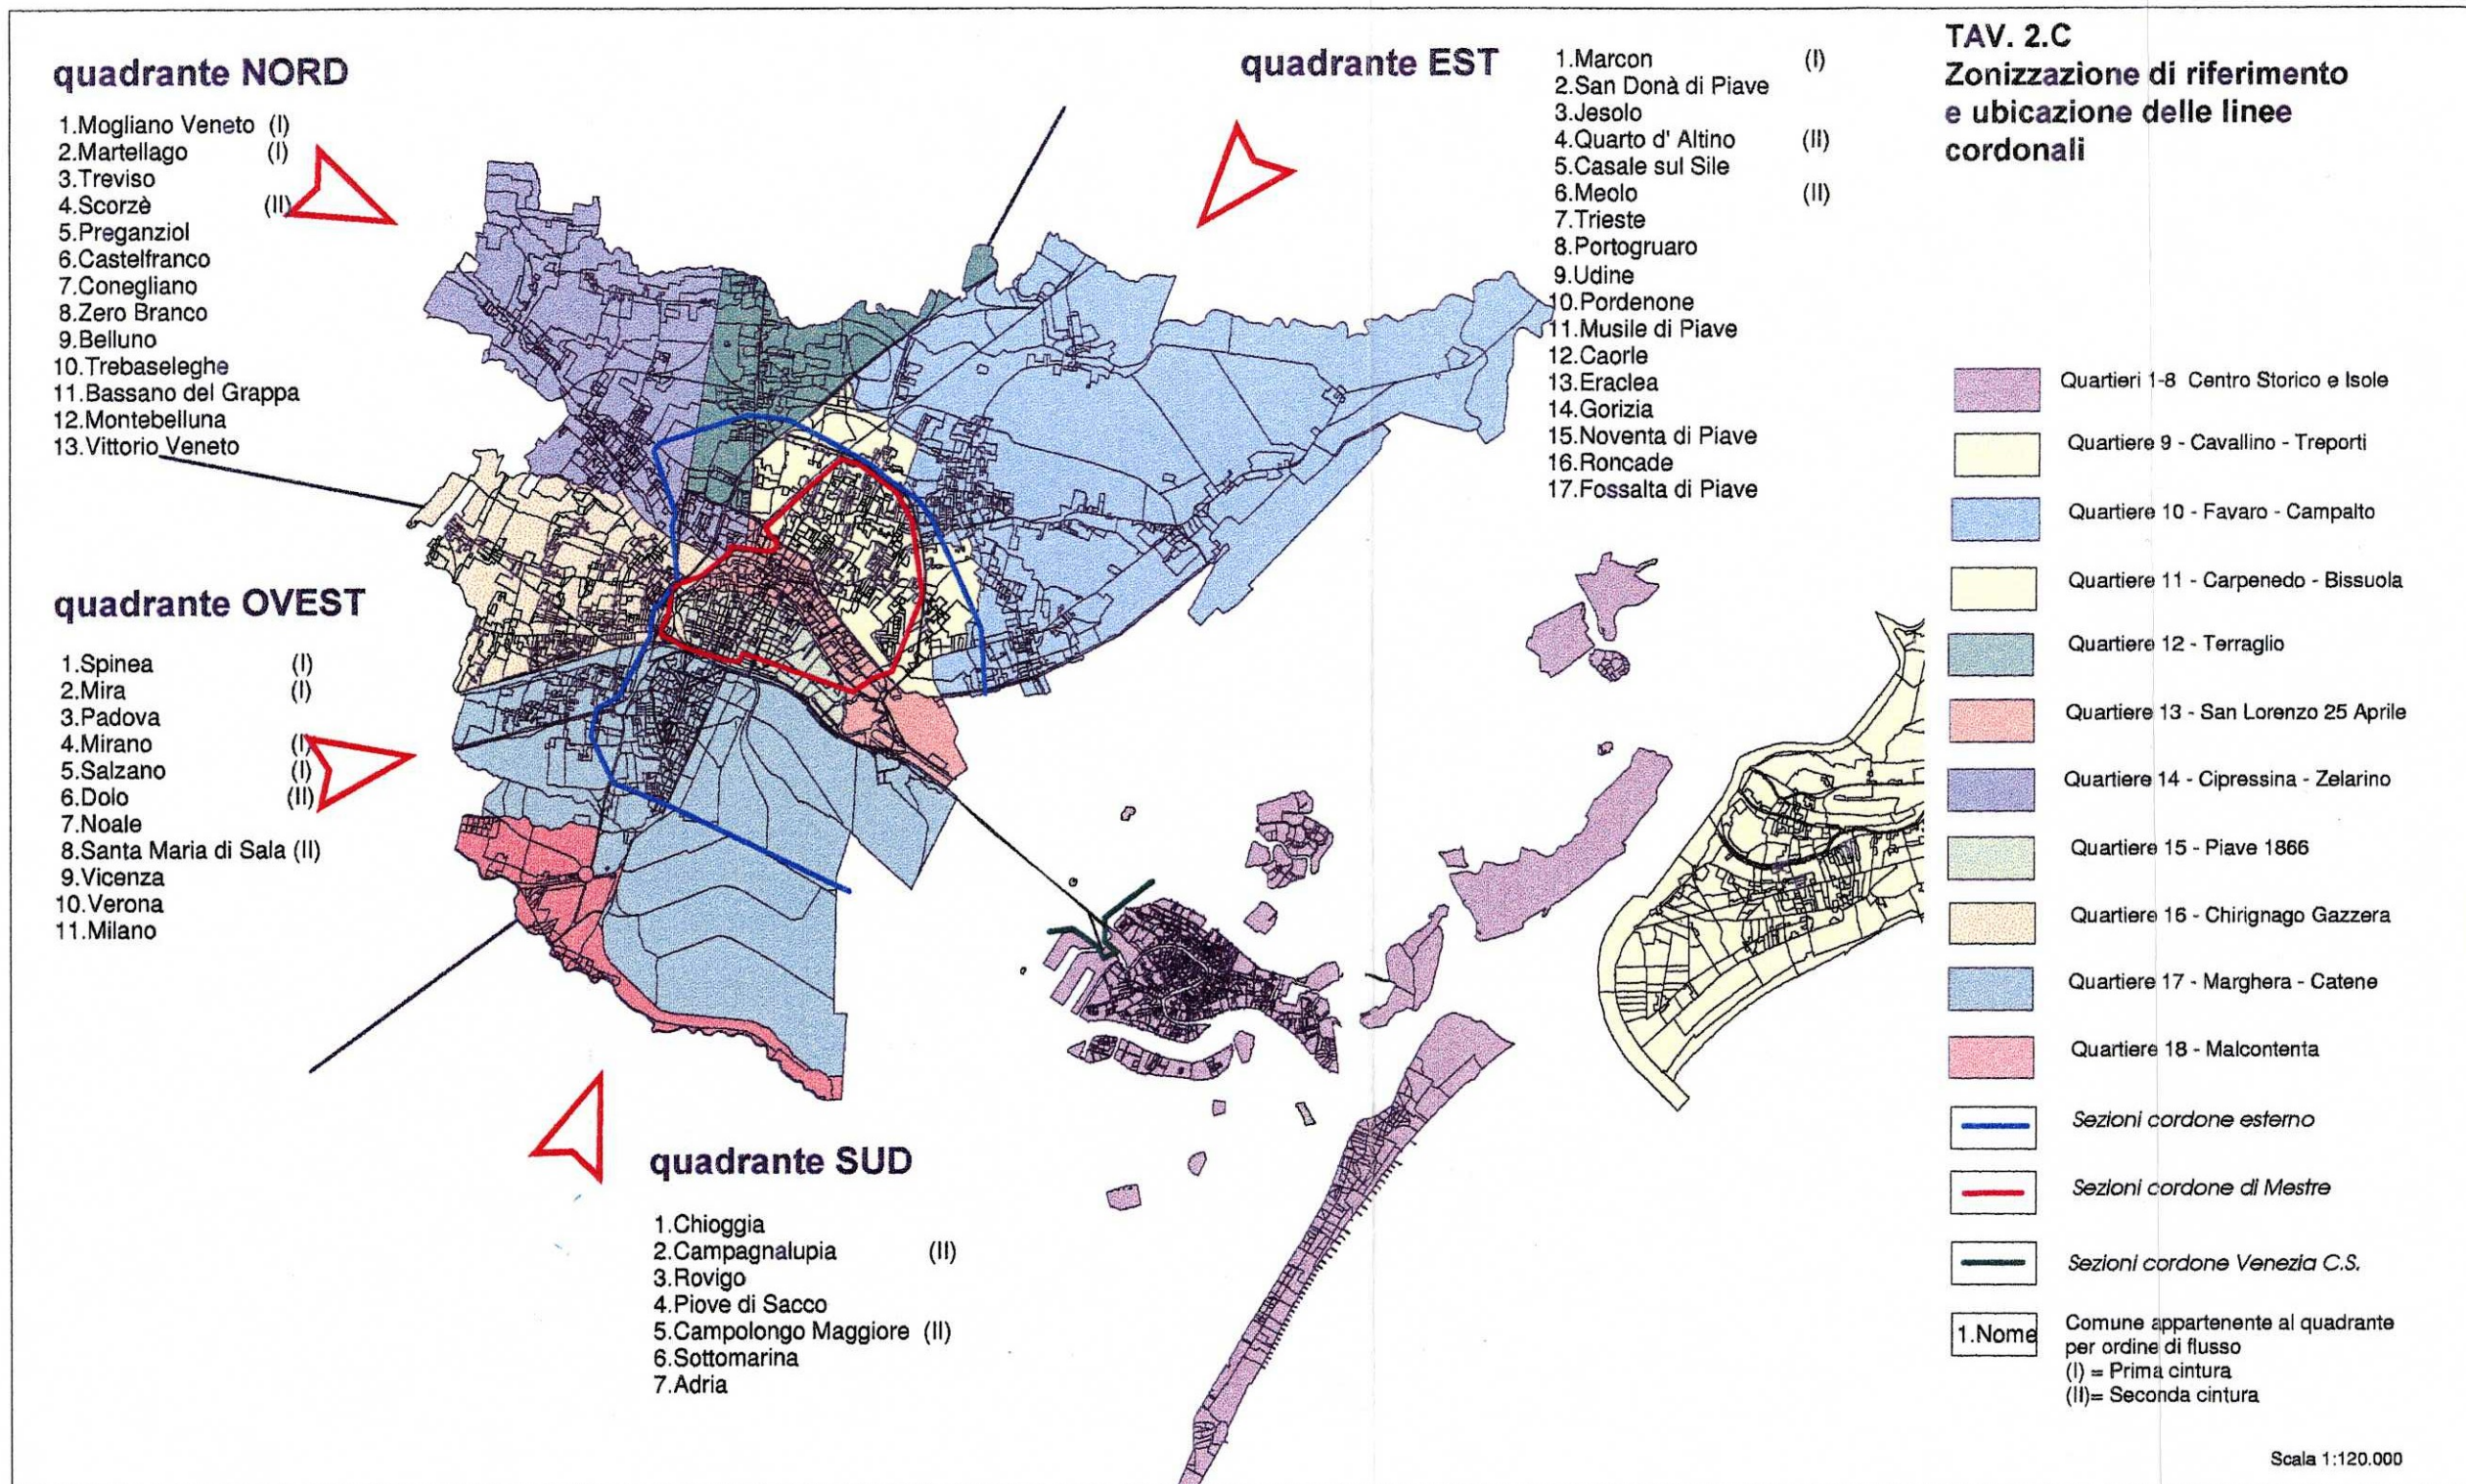 quadrante NORD
1.Mogliano Veneto (I)
2.Martellago (I)
3.Treviso
4.Scorzè (II)
5.Preganziol
6.Castelfranco
7.Conegliano
8.Zero Branco
9.Belluno
10.Trebaseleghe
11.Bassano del Grappa
12.Montebelluna
13.Vittorio Veneto
quadrante OVEST
1.Spinea (I)
2.Mira (I)
3.Padova
4.Mirano (I)
5.Salzano (I)
6.Dolo (II)
7.Noale
8.Santa Maria di Sala (II)
9.Vicenza
10.Verona
11.Milano
quadrante SUD
1.Chioggia
2.Campagnalupia (II)
3.Rovigo
4.Piove di Sacco
5.Campolongo Maggiore (II)
6.Sottomarina
7.Adria
quadrante EST
1.Marcon (I)
2.San Donà di Piave
3.Jesolo
4.Quarto d' Altino (II)
5.Casale sul Sile
6.Meolo (II)
7.Trieste
8.Portogruaro
9.Udine
10.Pordenone
11.Musile di Piave
12.Caorle
13.Eraclea
14.Gorizia
15.Noventa di Piave
16.Roncade
17.Fossalta di Piave
TAV. 2.C
Zonizzazione di riferimento
e ubicazione delle linee
cordonali
Quartieri 1-8 Centro Storico e Isole
Quartiere 9 - Cavallino - Treporti
Quartiere 10 - Favaro - Campalto
Quartiere 11 - Carpenedo - Bissuola
Quartiere 12 - Terraglio
Quartiere 13 - San Lorenzo 25 Aprile
Quartiere 14 - Cipressina - Zelarino
Quartiere 15 - Piave 1866
Quartiere 16 - Chirignago Gazzera
Quartiere 17 - Marghera - Catene
Quartiere 18 - Malcontenta
Sezioni cordone esterno
Sezioni cordone di Mestre
Sezioni cordone Venezia C.S.
1.Nome
Comune appartenente al quadrante
per ordine di flusso
(I) = Prima cintura
(II)= Seconda cintura
Scala 1:120.000